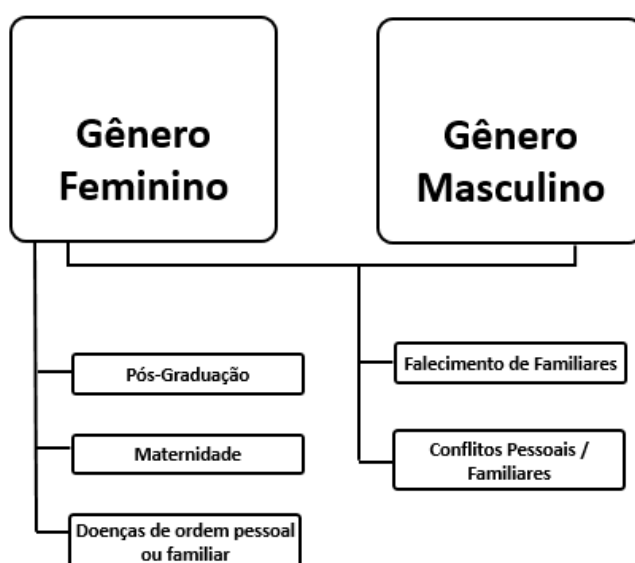 Gênero
Feminino
Gênero
Masculino
Pós-Graduação
Maternidade
Doenças de ordem pessoal
ou familiar
Falecimento de Familiares
Conflitos Pessoais /
Familiares